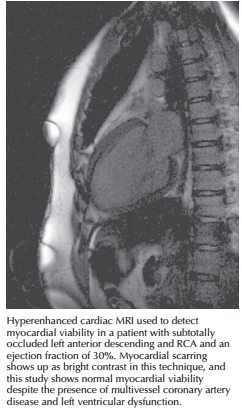 Hyperenhanced cardiac MRI used to detect
myocardial viability in a patient with subtotally
occluded left anterior descending and RCA and an
ejection fraction of 30%. Myocardial scarring
shows up as bright contrast in this technique, and
this study shows normal myocardial viability
despite the presence of multivessel coronary artery
disease and left ventricular dysfunction.